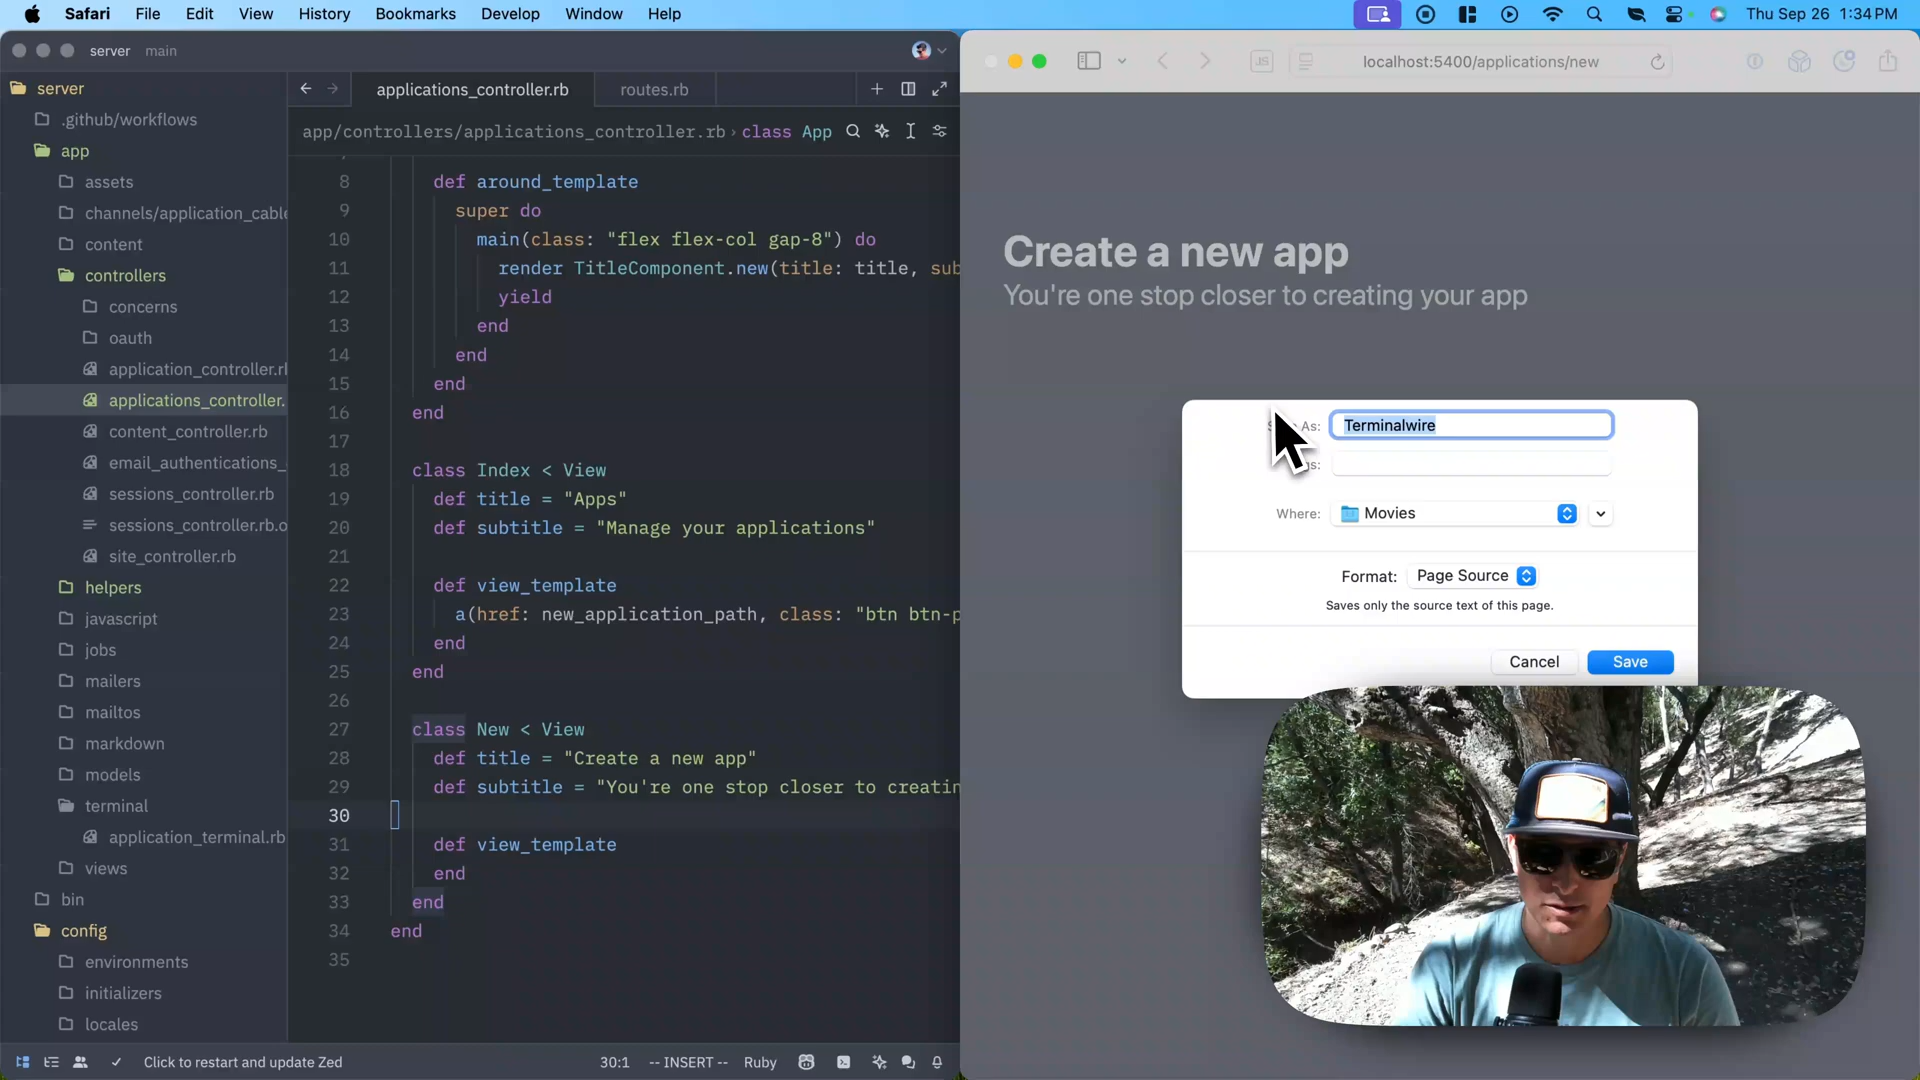 Safari File Edit View History Bookmarks Develop Window Help
Thu Sep 26 1:34 PM
server main
server
.github/workflows
app
assets
channels/application_cable
content
controllers
concerns
oauth
application_controller.r
applications_controller.
content_controller.rb
email_authentications_
sessions_controller.rb
sessions_controller.rb.o
site_controller.rb
helpers
javascript
jobs
mailers
mailtos
markdown
models
terminal
application_terminal.rb
views
bin
config
environments
initializers
locales
applications_controller.rb routes.rb
app/controllers/applications_controller.rb › class App
8 def around_template
9 super do
10 main(class: "flex flex-col gap-8") do
11 render TitleComponent.new(title: title, sub
12 yield
13 end
14 end
15 end
16 end
17
18 class Index < View
19 def title = "Apps"
20 def subtitle = "Manage your applications"
21
22 def view_template
23 a(href: new_application_path, class: "btn btn-p
24 end
25 end
26
27 class New < View
28 def title = "Create a new app"
29 def subtitle = "You're one stop closer to creatin
30
31 def view_template
32 end
33 end
34 end
35
Click to restart and update Zed
30:1 -- INSERT -- Ruby
JS
localhost:5400/applications/new
Create a new app
You're one stop closer to creating your app
As: Terminalwire
Where: Movies
Format: Page Source
Saves only the source text of this page.
Cancel Save